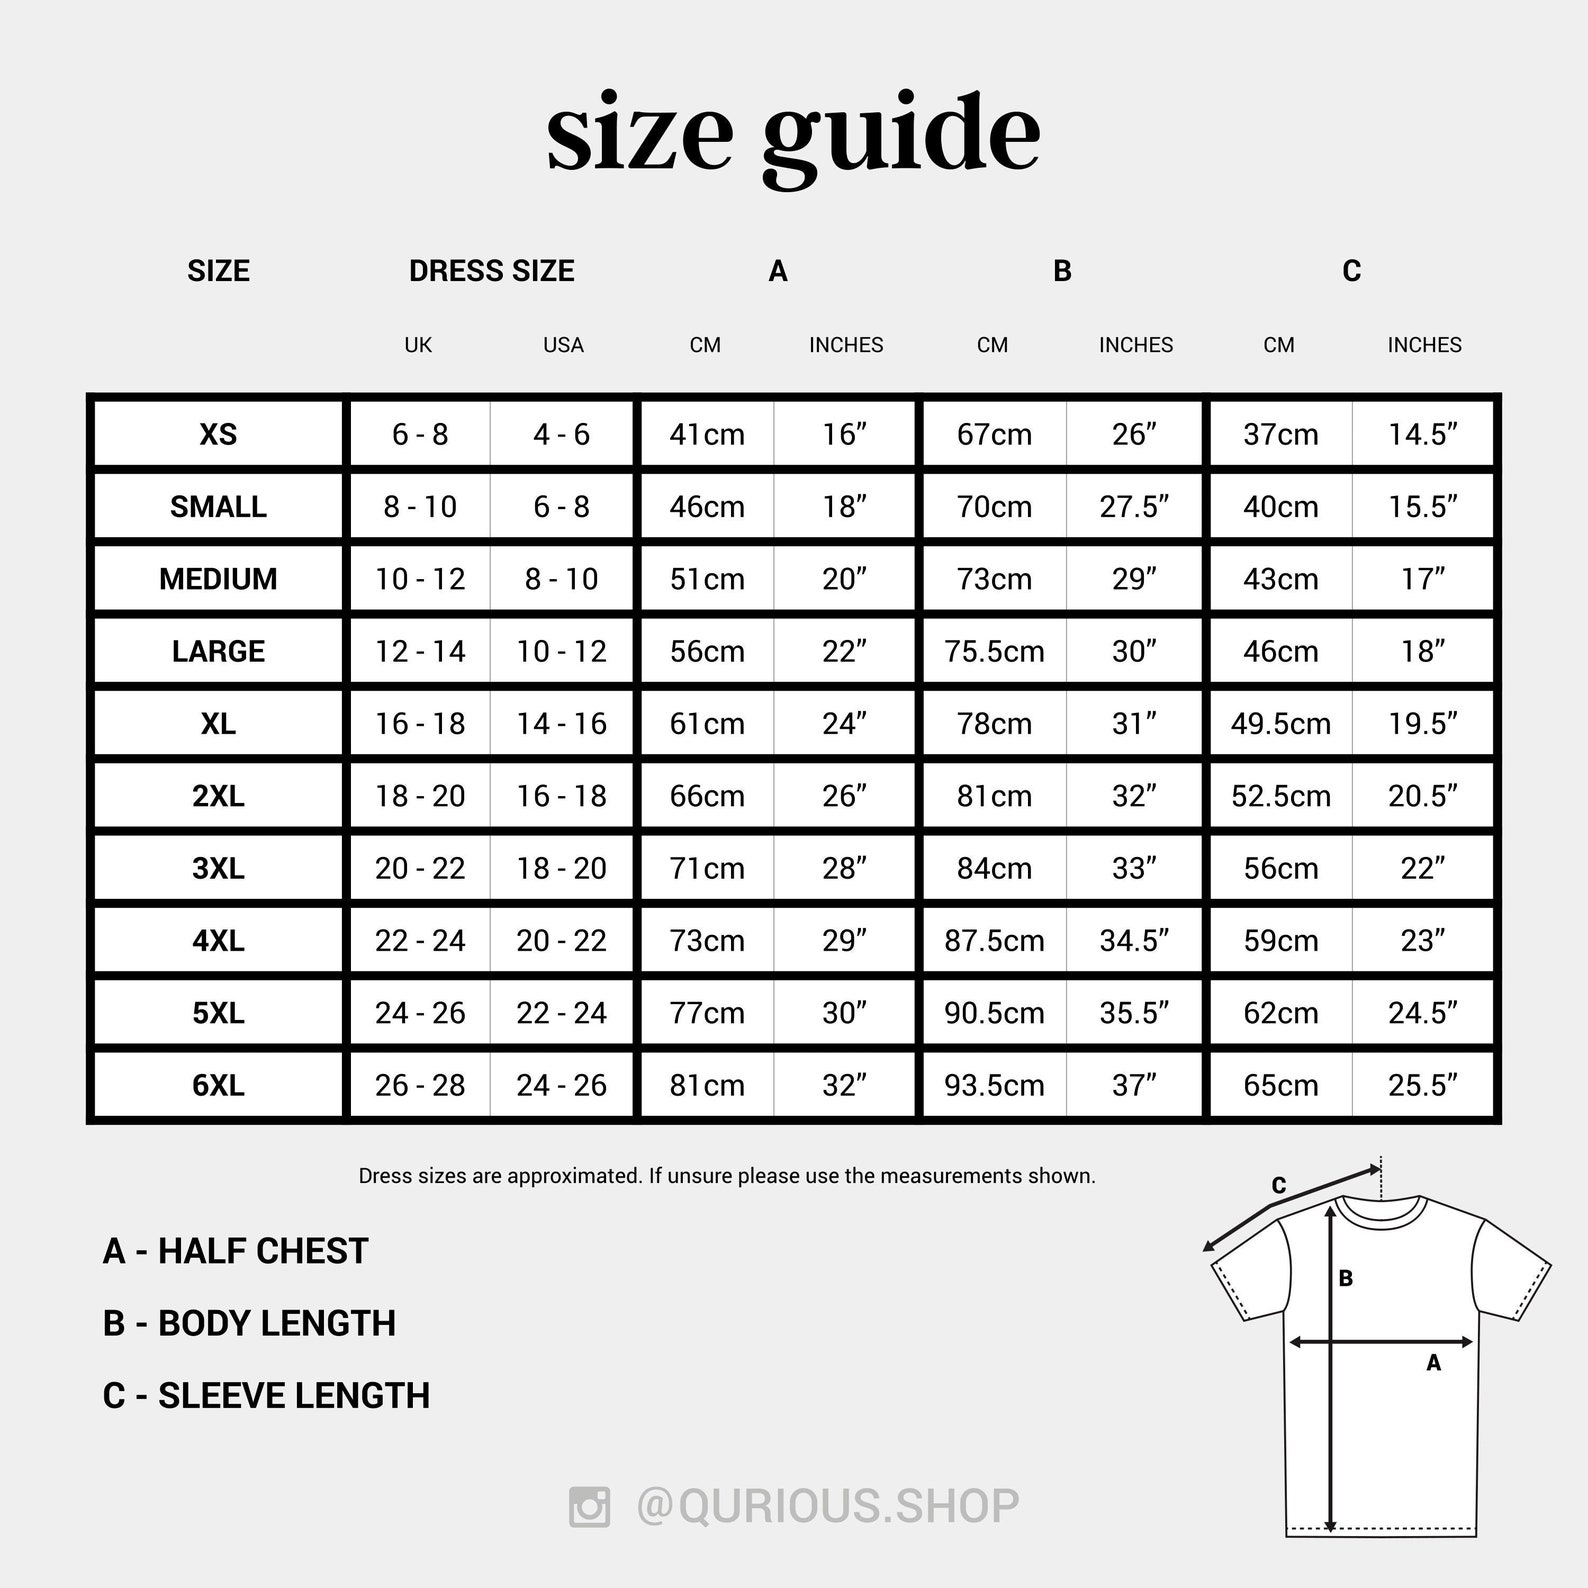 size guide
SIZE DRESS SIZE A B C
UK USA CM INCHES CM INCHES CM INCHES
XS 6 - 8 4 - 6 41cm 16” 67cm 26” 37cm 14.5”
SMALL 8 - 10 6 - 8 46cm 18” 70cm 27.5” 40cm 15.5”
MEDIUM 10 - 12 8 - 10 51cm 20” 73cm 29” 43cm 17”
LARGE 12 - 14 10 - 12 56cm 22” 75.5cm 30” 46cm 18”
XL 16 - 18 14 - 16 61cm 24” 78cm 31” 49.5cm 19.5”
2XL 18 - 20 16 - 18 66cm 26” 81cm 32” 52.5cm 20.5”
3XL 20 - 22 18 - 20 71cm 28” 84cm 33” 56cm 22”
4XL 22 - 24 20 - 22 73cm 29” 87.5cm 34.5” 59cm 23”
5XL 24 - 26 22 - 24 77cm 30” 90.5cm 35.5” 62cm 24.5”
6XL 26 - 28 24 - 26 81cm 32” 93.5cm 37” 65cm 25.5”
Dress sizes are approximated. If unsure please use the measurements shown.
A - HALF CHEST
B - BODY LENGTH
C - SLEEVE LENGTH
C
B
A
@QURIOUS.SHOP